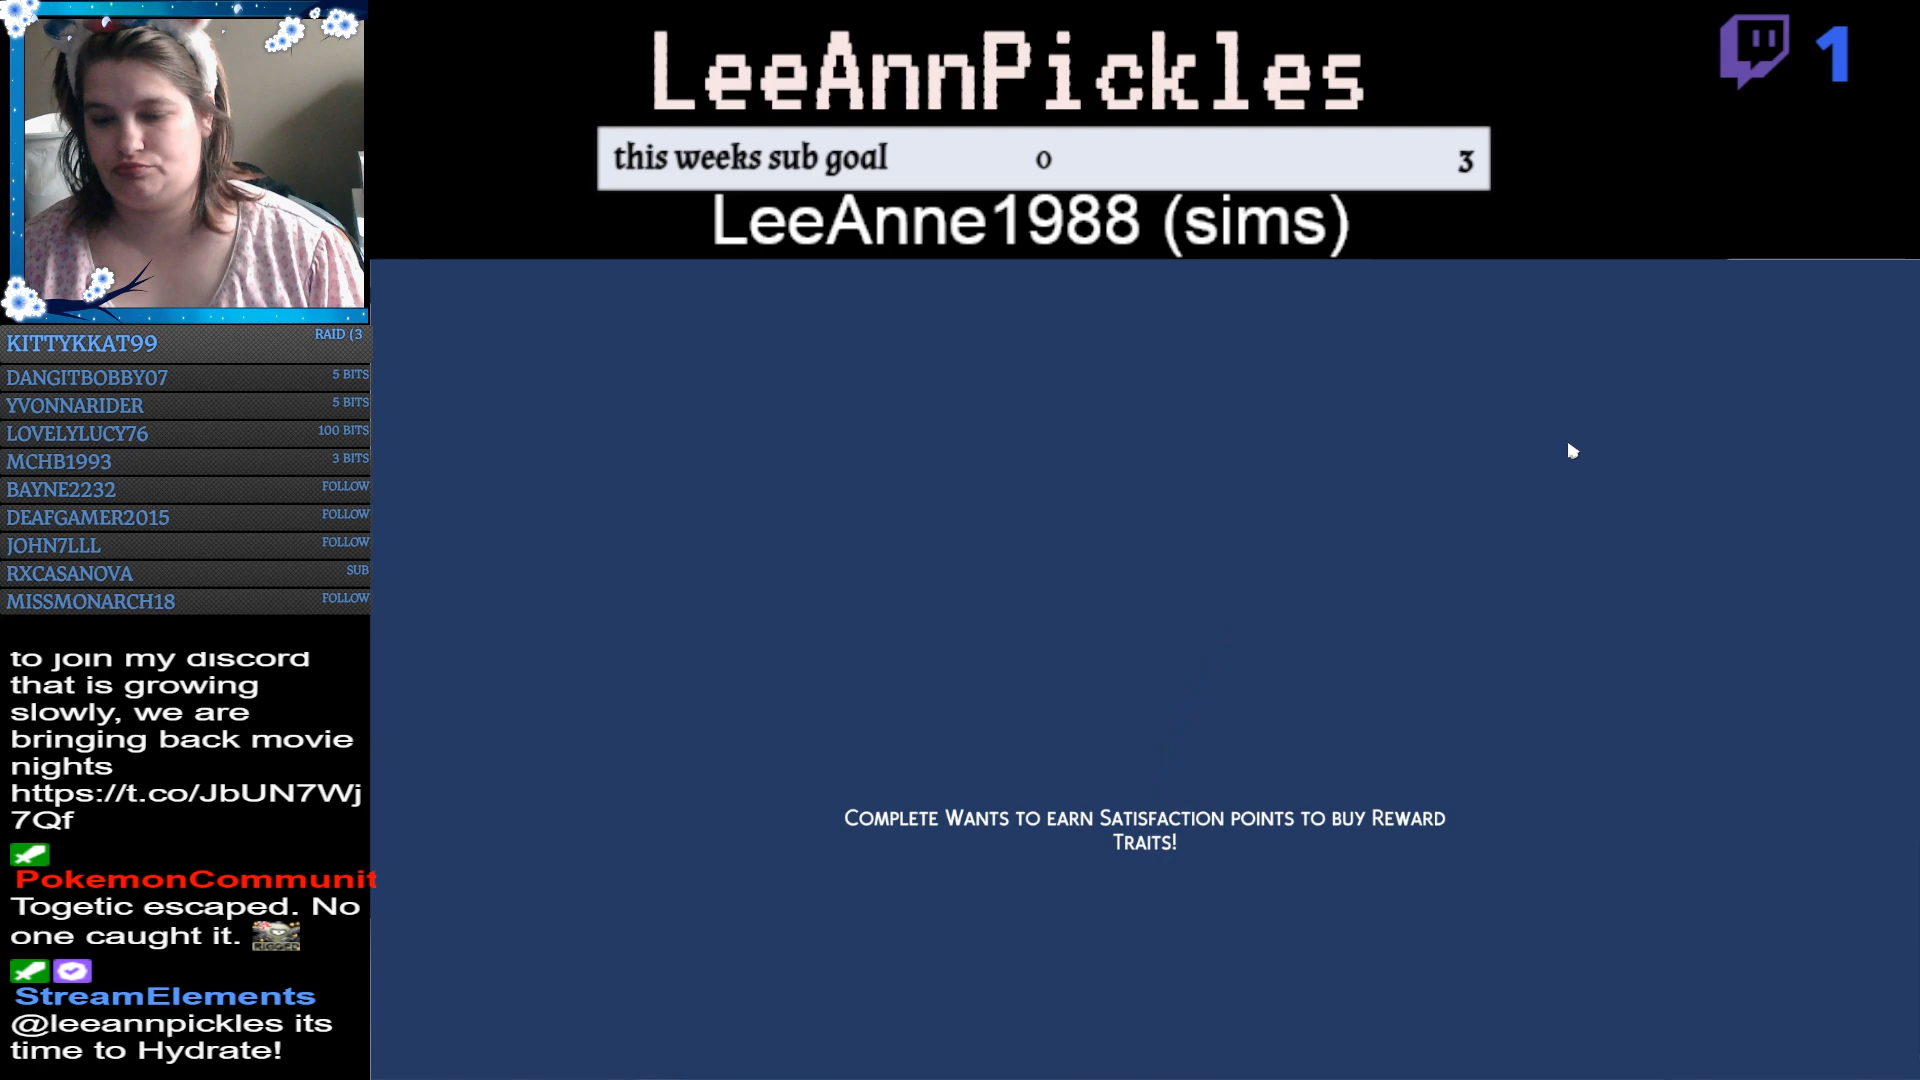 LeeAnnPickles
1
this weeks sub goal 0 3
LeeAnne1988 (sims)
KITTYKKAT99 RAID (3
DANGITBOBBY07 5 BITS
YVONNARIDER 5 BITS
LOVELYLUCY76 100 BITS
MCHB1993 3 BITS
BAYNE2232 FOLLOW
DEAFGAMER2015 FOLLOW
JOHN7LLL FOLLOW
RXCASANOVA SUB
MISSMONARCH18 FOLLOW
to join my discord
that is growing
slowly, we are
bringing back movie
nights
https://t.co/JbUN7Wj
7Qf
PokemonCommunit
Togetic escaped. No
one caught it.
RIGGED
StreamElements
@leeannpickles its
time to Hydrate!
COMPLETE WANTS TO EARN SATISFACTION POINTS TO BUY REWARD
TRAITS!